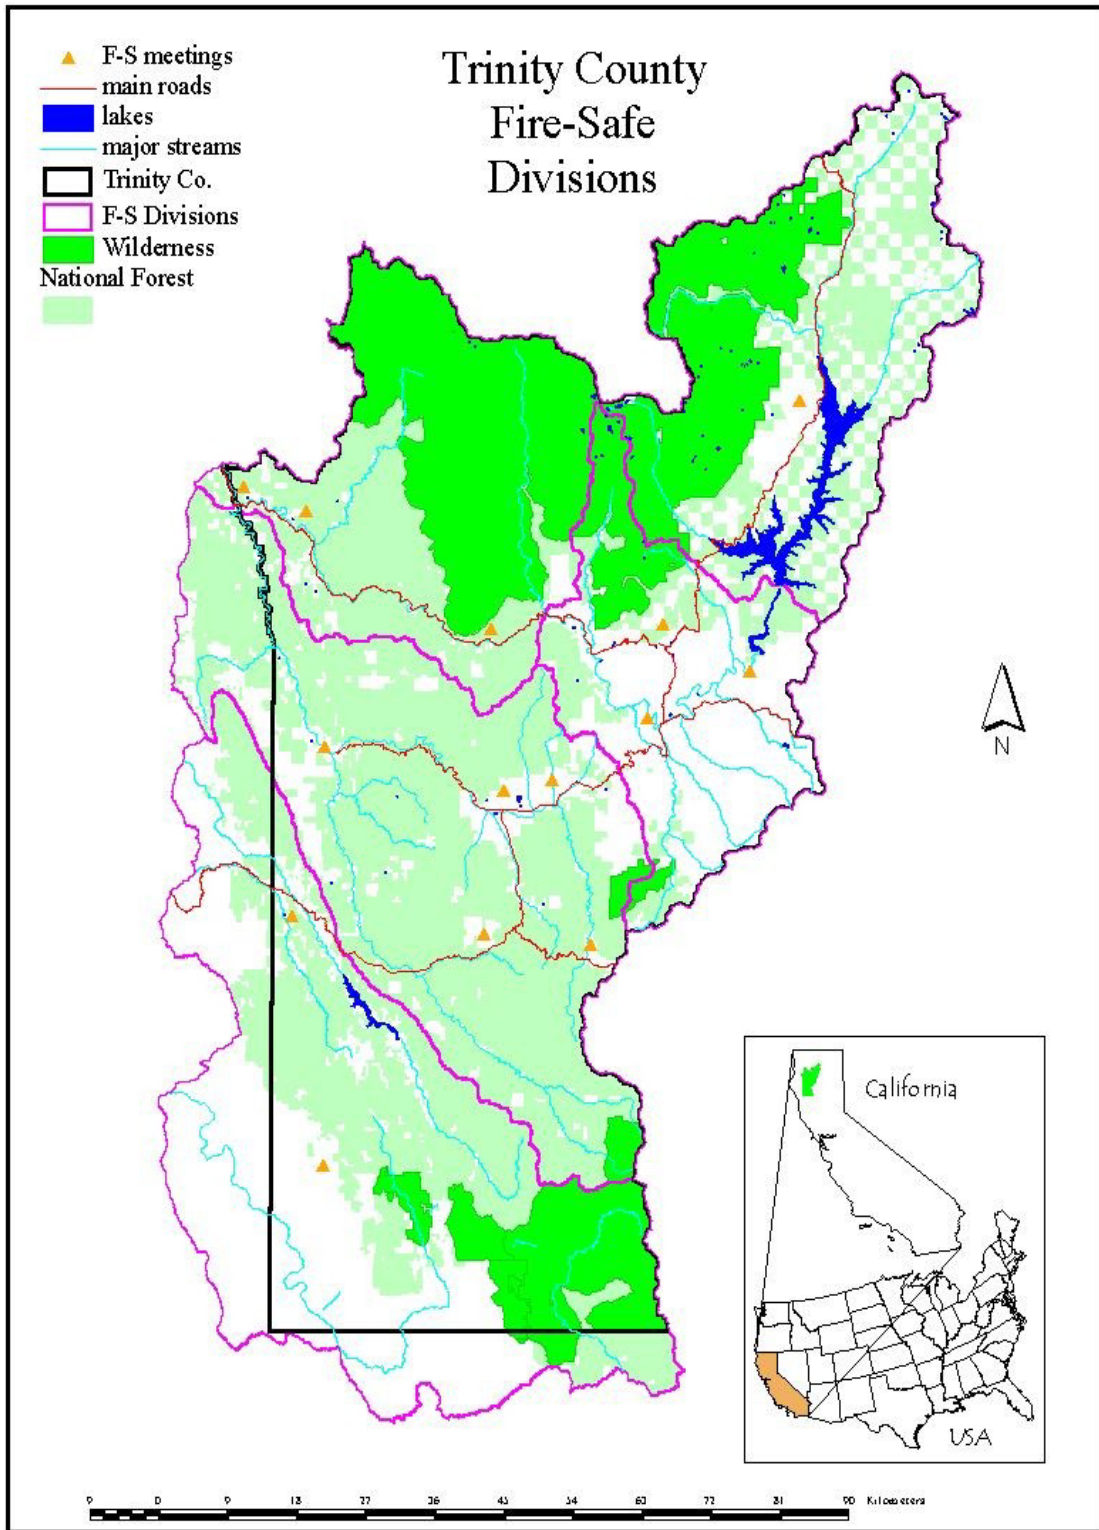 Trinity County
Fire-Safe
Divisions
F-S meetings
main roads
lakes
major streams
Trinity Co.
F-S Divisions
Wilderness
National Forest
N
California
USA
9 0 9 18 27 36 45 54 63 72 81 90 Kilometers